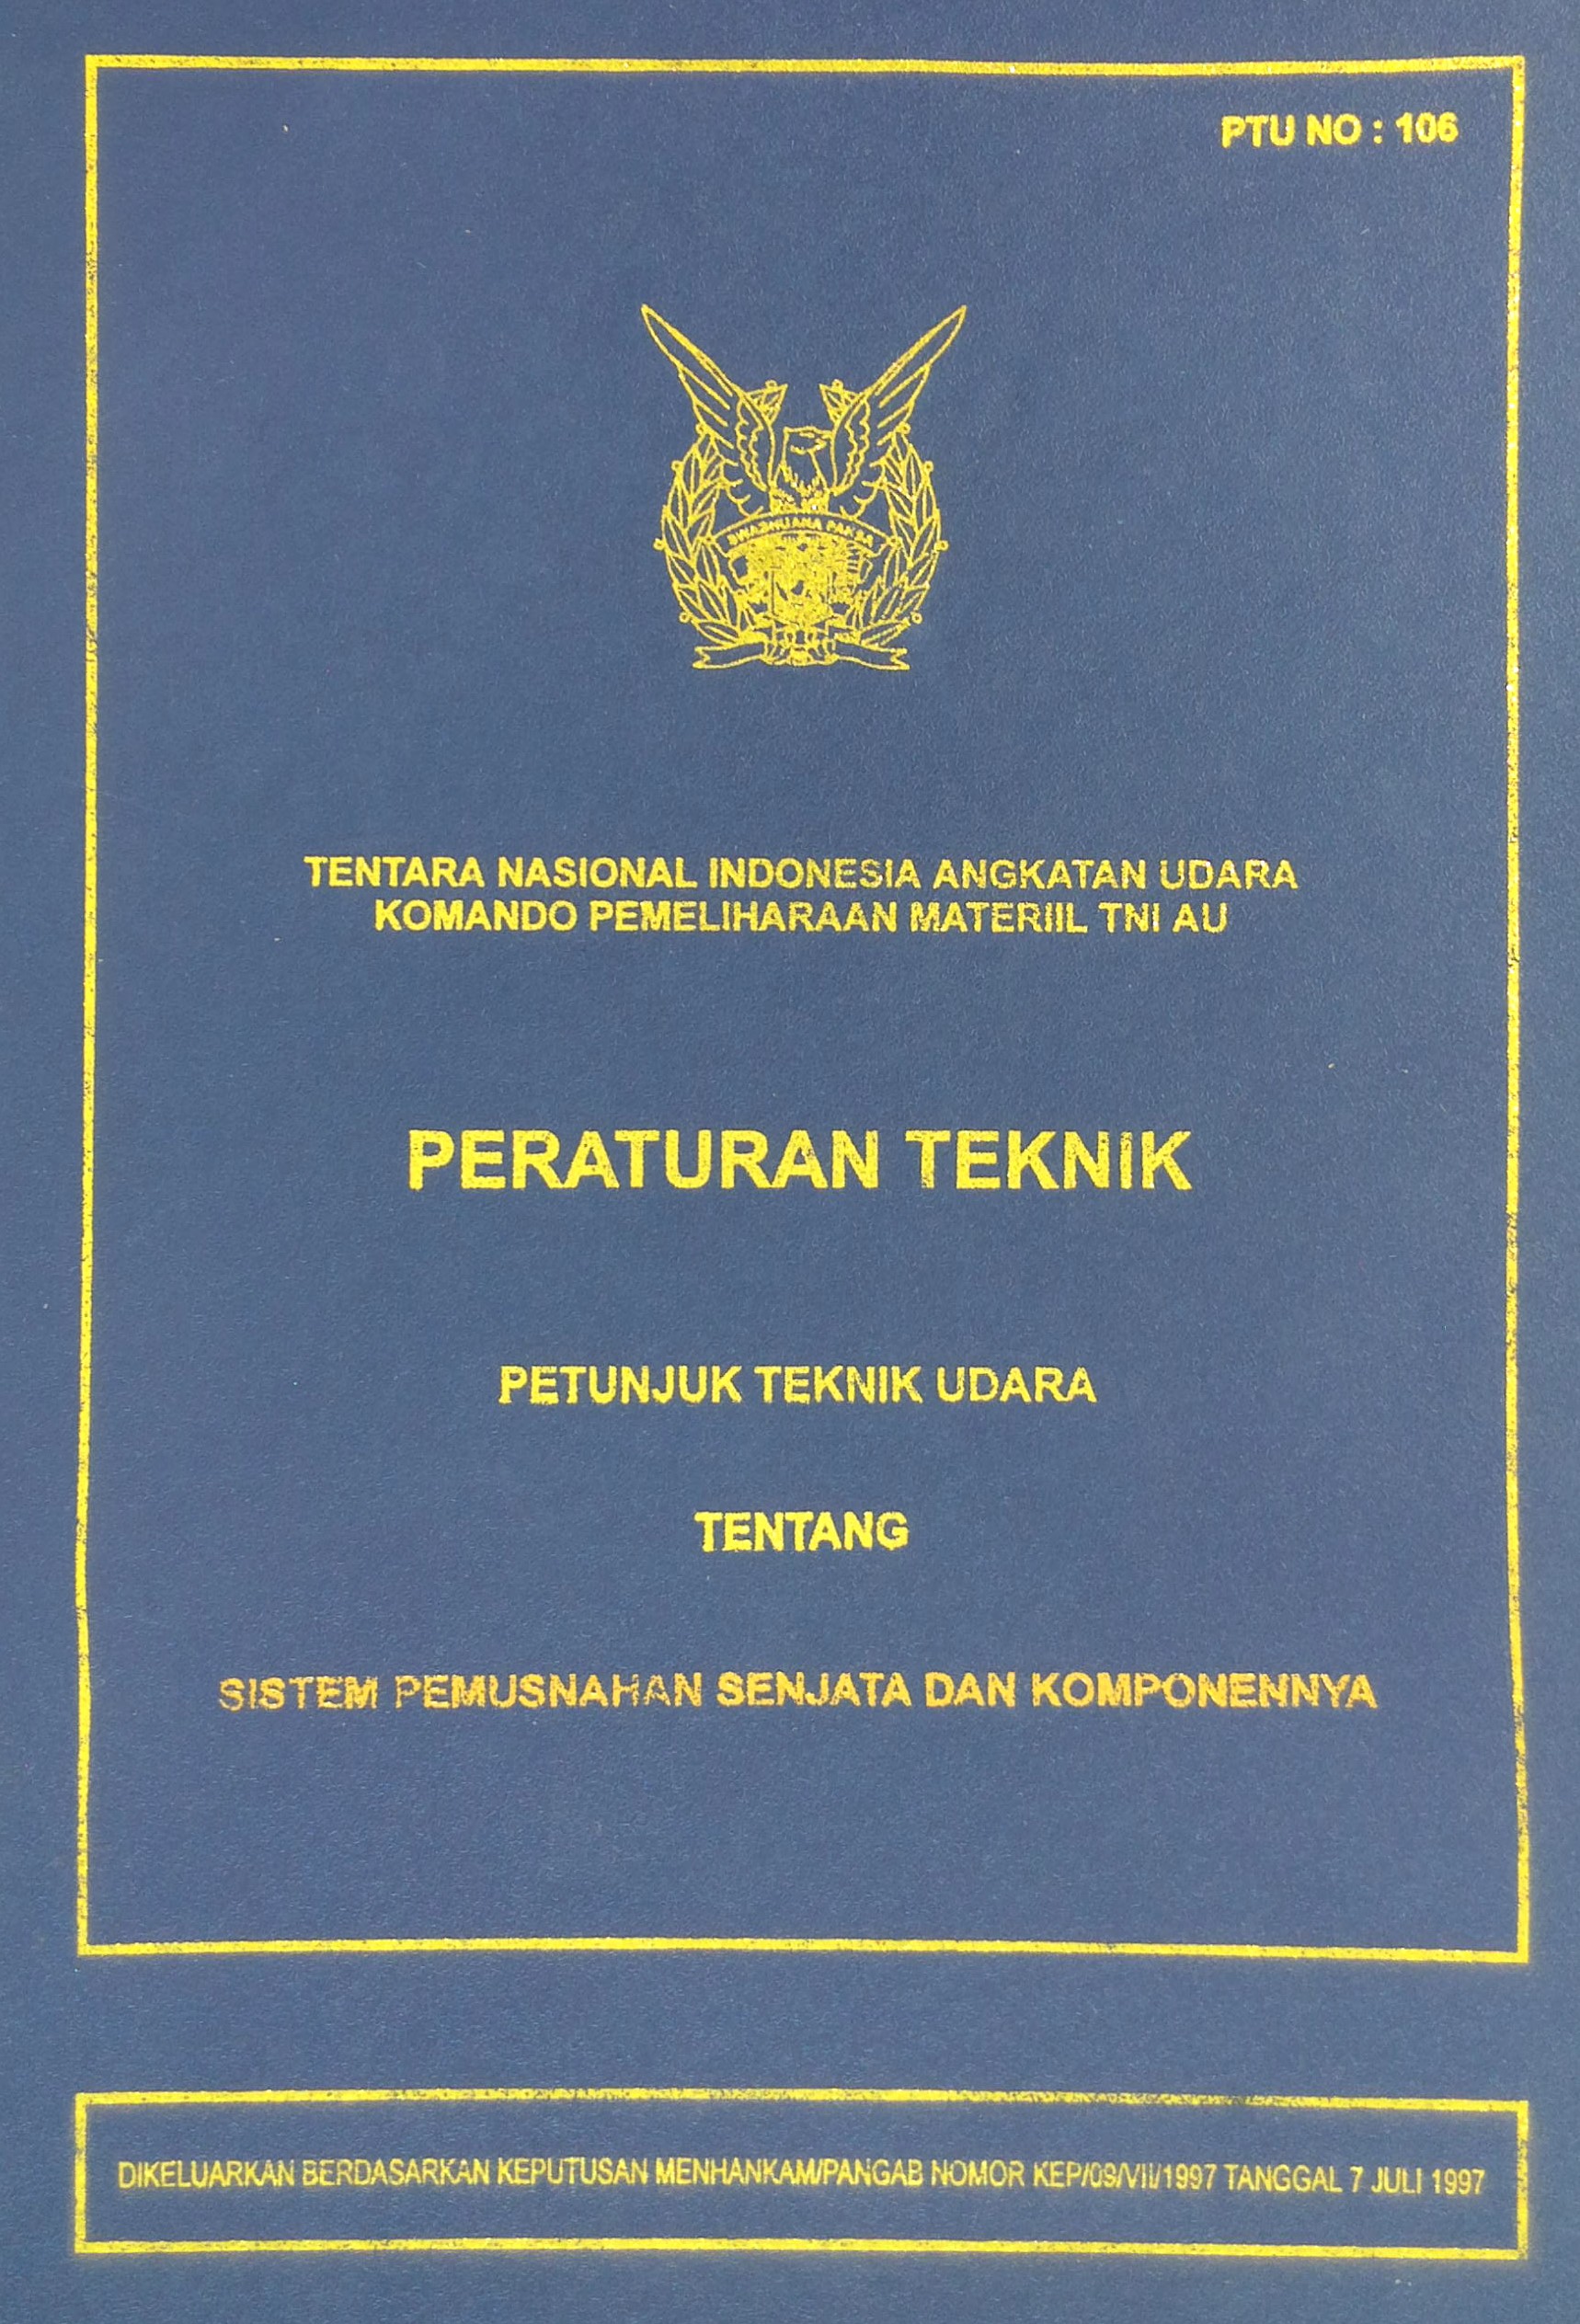 PTU NO : 106
SWABHUANA PAKSA
TENTARA NASIONAL INDONESIA ANGKATAN UDARA
KOMANDO PEMELIHARAAN MATERIIL TNI AU
PERATURAN TEKNIK
PETUNJUK TEKNIK UDARA
TENTANG
SISTEM PEMUSNAHAN SENJATA DAN KOMPONENNYA
DIKELUARKAN BERDASARKAN KEPUTUSAN MENHANKAM/PANGAB NOMOR KEP/09/VII/1997 TANGGAL 7 JULI 1997